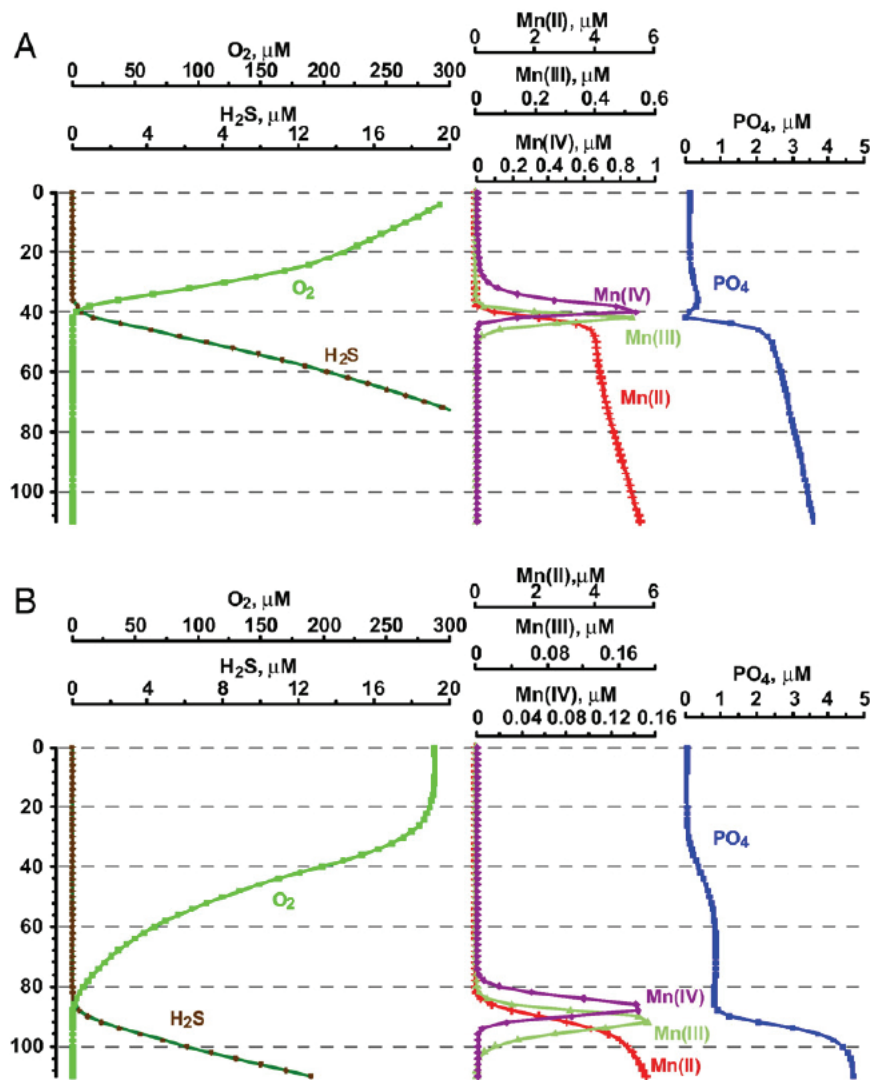 A
Mn(II), μM
0 2 4 6
O₂, μM
0 50 100 150 200 250 300
Mn(III), μM
0 0.2 0.4 0.6
H₂S, μM
0 4 4 12 16 20
Mn(IV), μM
0 0.2 0.4 0.6 0.8 1
PO₄, μM
0 1 2 3 4 5
0
20
40
60
80
100
O₂
H₂S
Mn(IV)
Mn(III)
Mn(II)
PO₄
B
Mn(II),μM
0 2 4 6
O₂, μM
0 50 100 150 200 250 300
Mn(III), μM
0 0.08 0.16
H₂S, μM
0 4 8 12 16 20
Mn(IV), μM
0 0.04 0.08 0.12 0.16
PO₄, μM
0 1 2 3 4 5
0
20
40
60
80
100
O₂
H₂S
Mn(IV)
Mn(III)
Mn(II)
PO₄